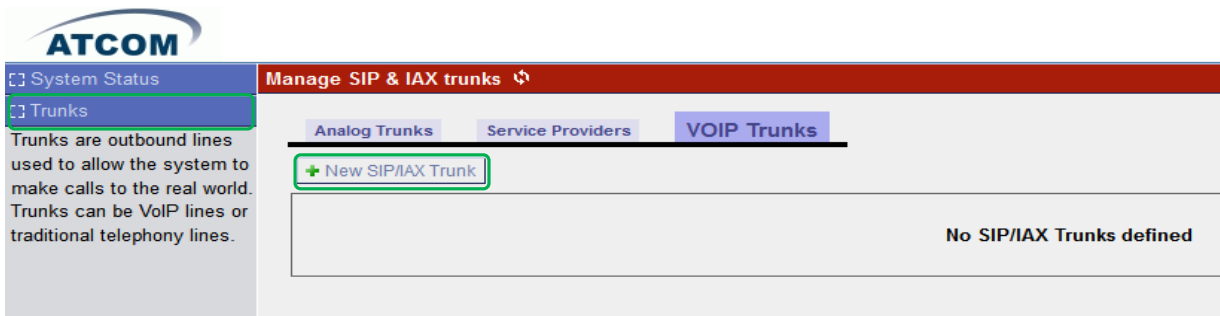 ATCOM
System Status
Trunks
Trunks are outbound lines
used to allow the system to
make calls to the real world.
Trunks can be VoIP lines or
traditional telephony lines.
Manage SIP & IAX trunks
Analog Trunks Service Providers VOIP Trunks
New SIP/IAX Trunk
No SIP/IAX Trunks defined